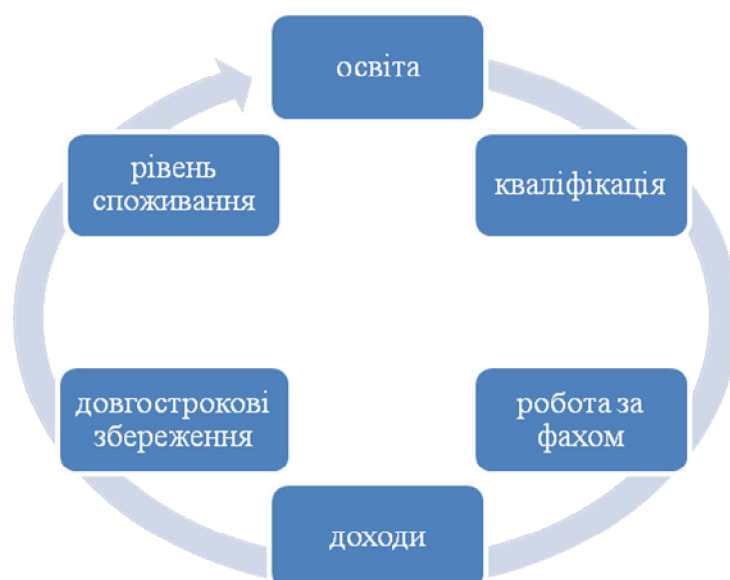 освіта
кваліфікація
робота за
фахом
доходи
довгострокові
збереження
рівень
споживання